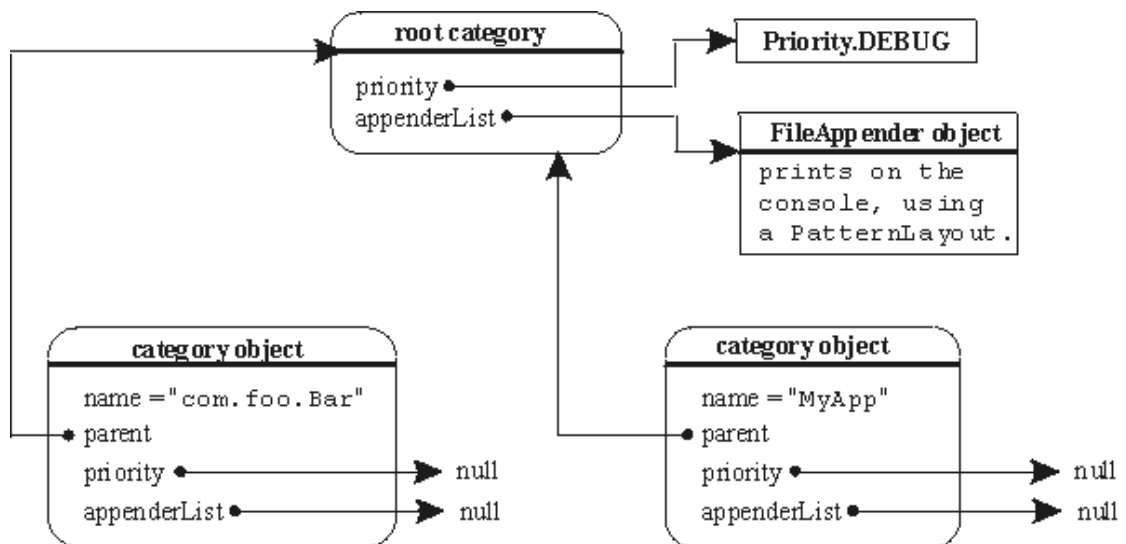 root category
priority
appenderList
Priority.DEBUG
FileAppender object
prints on the
console, using
a PatternLayout.
category object
name ="com.foo.Bar"
parent
priority
null
appenderList
null
category object
name ="MyApp"
parent
priority
null
appenderList
null